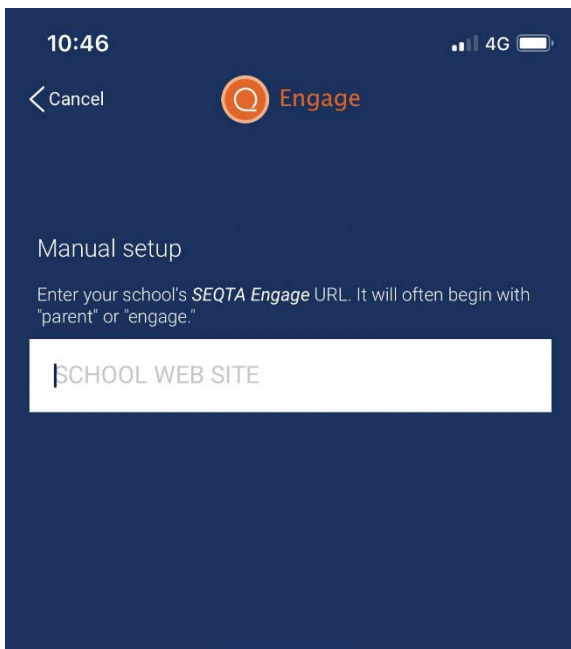 10:46
4G
Cancel
Engage
Manual setup
Enter your school's SEQTA Engage URL. It will often begin with
"parent" or "engage."
SCHOOL WEB SITE